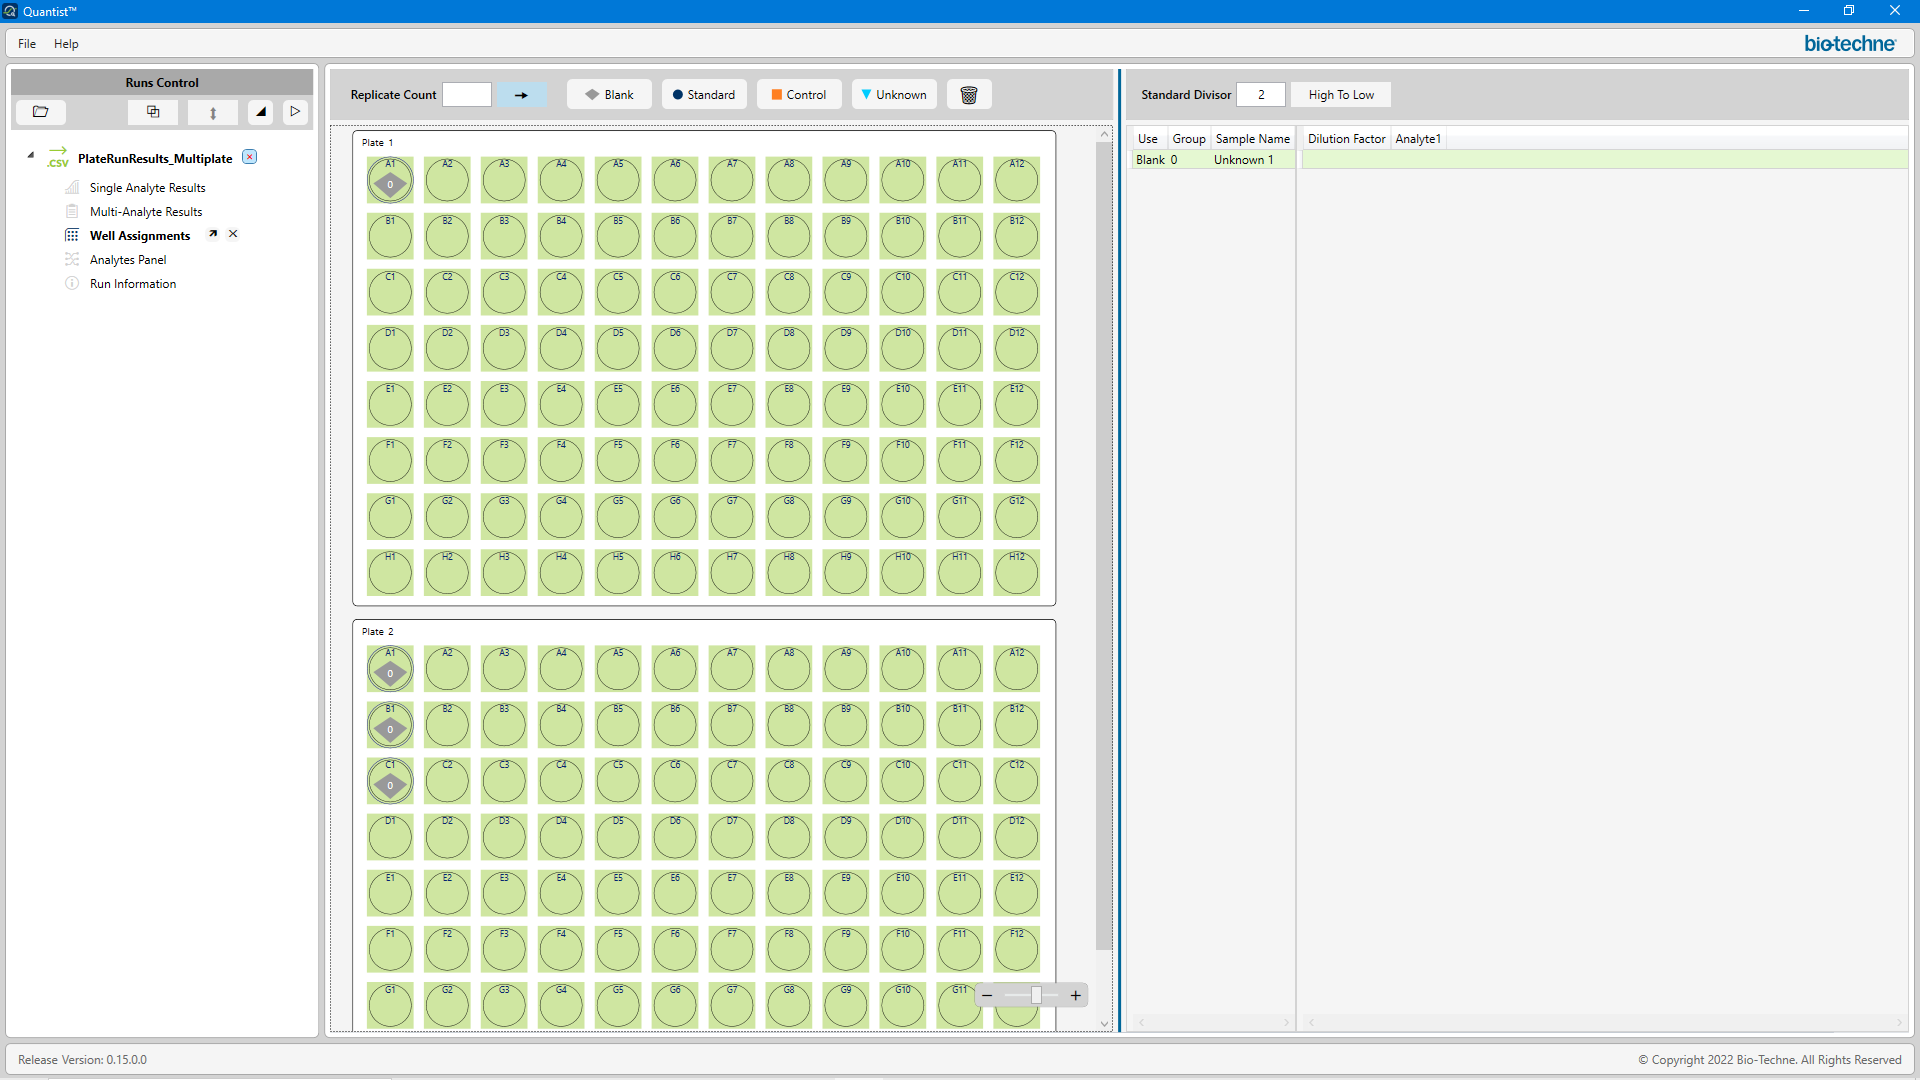 Quantist™
File Help
bio-techne
Runs Control
Replicate Count
Blank
Standard
Control
Unknown
Standard Divisor 2 High To Low
.CSV PlateRunResults_Multiplate
Single Analyte Results
Multi-Analyte Results
Well Assignments
Analytes Panel
Run Information
Use Group Sample Name Dilution Factor Analyte1
Blank 0 Unknown 1
Plate 1
A1 A2 A3 A4 A5 A6 A7 A8 A9 A10 A11 A12
0
B1 B2 B3 B4 B5 B6 B7 B8 B9 B10 B11 B12
C1 C2 C3 C4 C5 C6 C7 C8 C9 C10 C11 C12
D1 D2 D3 D4 D5 D6 D7 D8 D9 D10 D11 D12
E1 E2 E3 E4 E5 E6 E7 E8 E9 E10 E11 E12
F1 F2 F3 F4 F5 F6 F7 F8 F9 F10 F11 F12
G1 G2 G3 G4 G5 G6 G7 G8 G9 G10 G11 G12
H1 H2 H3 H4 H5 H6 H7 H8 H9 H10 H11 H12
Plate 2
A1 A2 A3 A4 A5 A6 A7 A8 A9 A10 A11 A12
0
B1 B2 B3 B4 B5 B6 B7 B8 B9 B10 B11 B12
0
C1 C2 C3 C4 C5 C6 C7 C8 C9 C10 C11 C12
0
D1 D2 D3 D4 D5 D6 D7 D8 D9 D10 D11 D12
E1 E2 E3 E4 E5 E6 E7 E8 E9 E10 E11 E12
F1 F2 F3 F4 F5 F6 F7 F8 F9 F10 F11 F12
G1 G2 G3 G4 G5 G6 G7 G8 G9 G10 G11
Release Version: 0.15.0.0
© Copyright 2022 Bio-Techne. All Rights Reserved